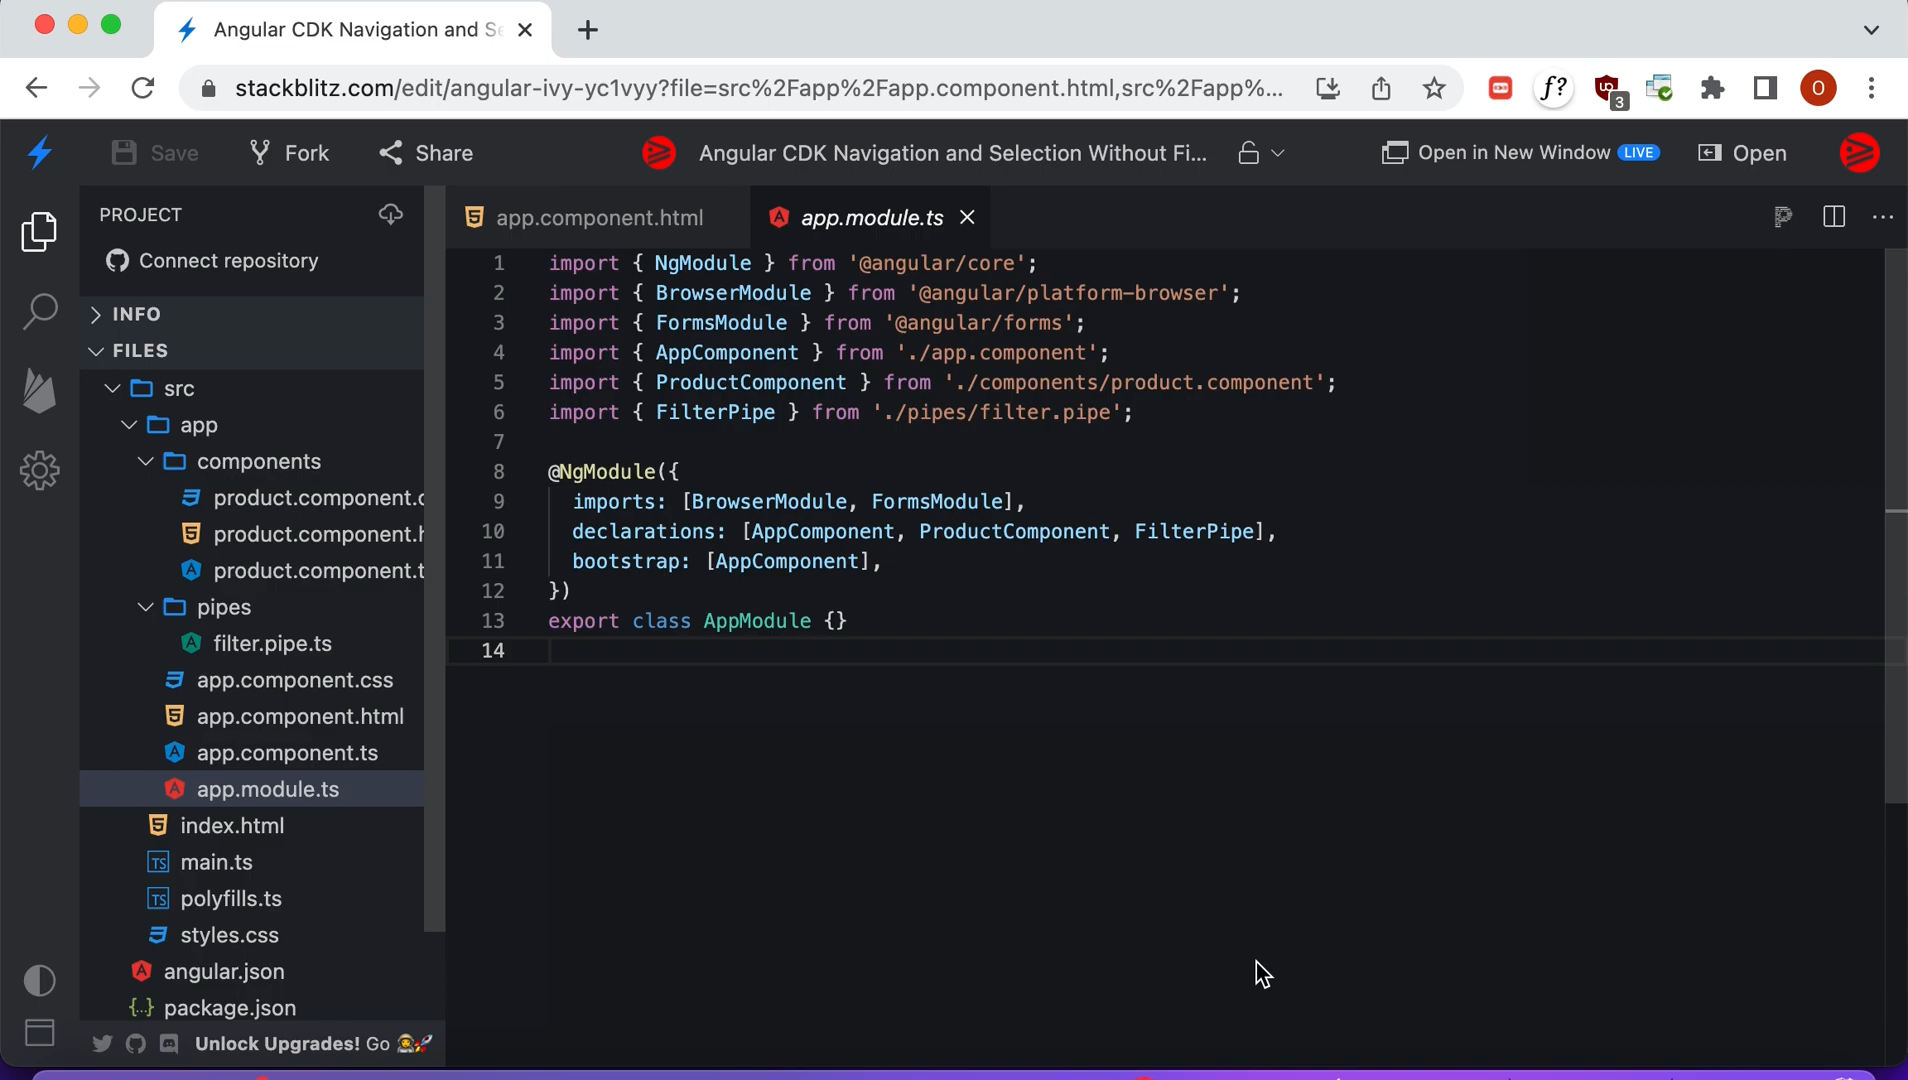 Angular CDK Navigation and Se
stackblitz.com/edit/angular-ivy-yc1vyy?file=src%2Fapp%2Fapp.component.html,src%2Fapp%...
f?
3
O
Save
Fork
Share
Angular CDK Navigation and Selection Without Fi...
Open in New Window LIVE
Open
PROJECT
Connect repository
INFO
FILES
src
app
components
product.component.c
product.component.h
product.component.t
pipes
filter.pipe.ts
app.component.css
app.component.html
app.component.ts
app.module.ts
index.html
main.ts
polyfills.ts
styles.css
angular.json
package.json
Unlock Upgrades! Go
app.component.html
app.module.ts
1 import { NgModule } from '@angular/core';
2 import { BrowserModule } from '@angular/platform-browser';
3 import { FormsModule } from '@angular/forms';
4 import { AppComponent } from './app.component';
5 import { ProductComponent } from './components/product.component';
6 import { FilterPipe } from './pipes/filter.pipe';
7
8 @NgModule({
9 imports: [BrowserModule, FormsModule],
10 declarations: [AppComponent, ProductComponent, FilterPipe],
11 bootstrap: [AppComponent],
12 })
13 export class AppModule {}
14